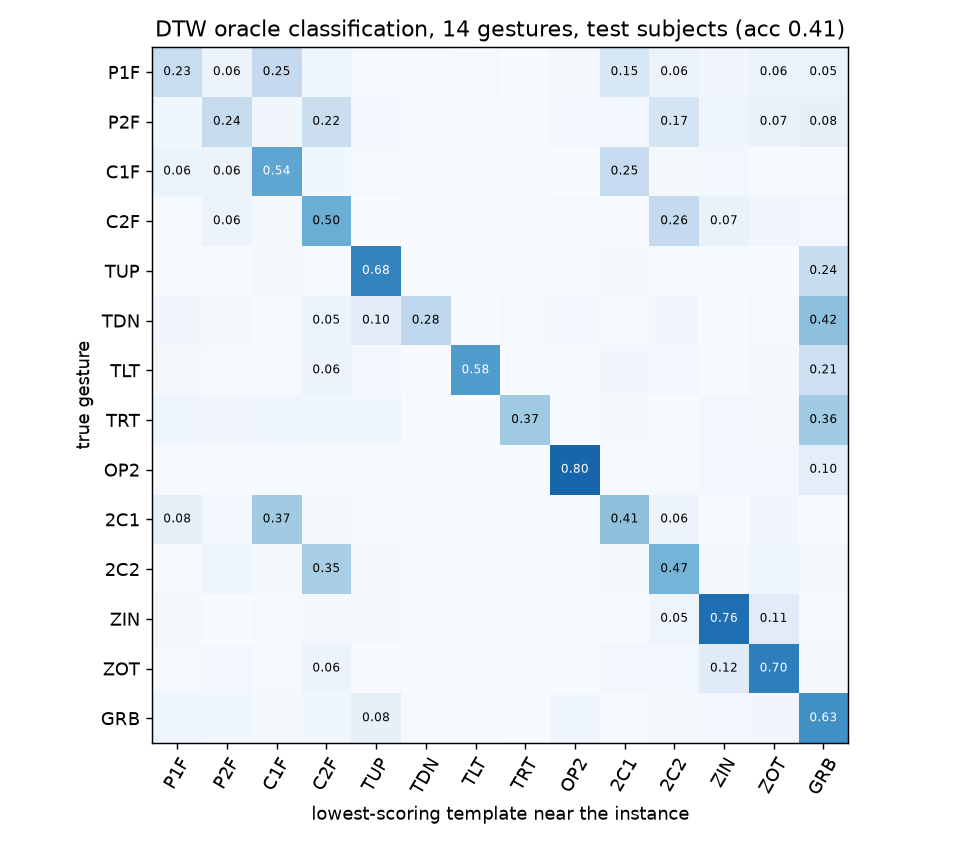 DTW oracle classification, 14 gestures, test subjects (acc 0.41)
true gesture
P1F 0.23 0.06 0.25 0.15 0.06 0.06 0.05
P2F 0.24 0.22 0.17 0.07 0.08
C1F 0.06 0.06 0.54 0.25
C2F 0.06 0.50 0.26 0.07
TUP 0.68 0.24
TDN 0.05 0.10 0.28 0.42
TLT 0.06 0.58 0.21
TRT 0.37 0.36
OP2 0.80 0.10
2C1 0.08 0.37 0.41 0.06
2C2 0.35 0.47
ZIN 0.05 0.76 0.11
ZOT 0.06 0.12 0.70
GRB 0.08 0.63
P1F P2F C1F C2F TUP TDN TLT TRT OP2 2C1 2C2 ZIN ZOT GRB
lowest-scoring template near the instance